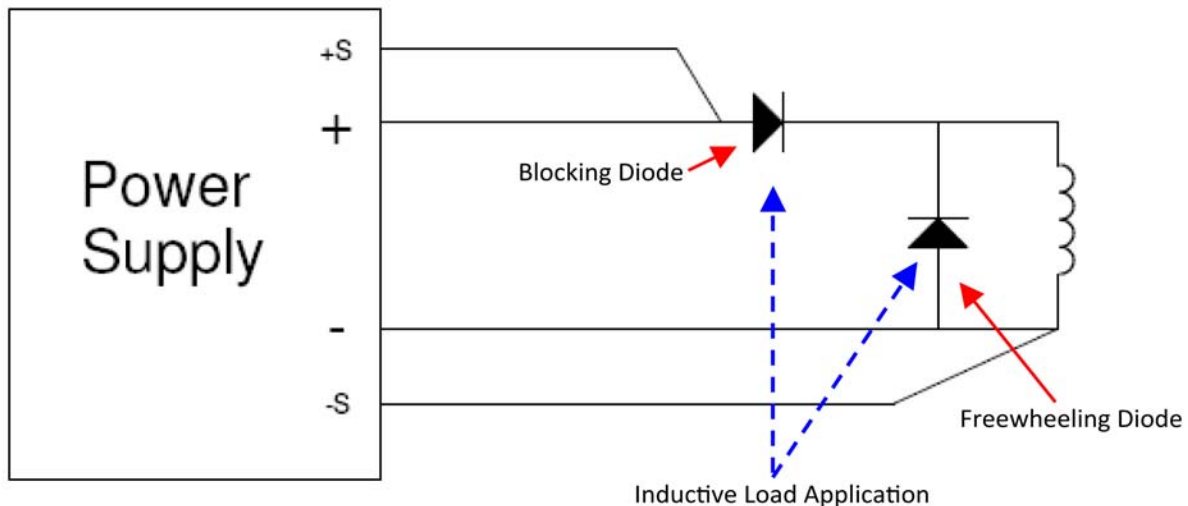 +S
+
Power
Supply
-
-S
Blocking Diode
Freewheeling Diode
Inductive Load Application